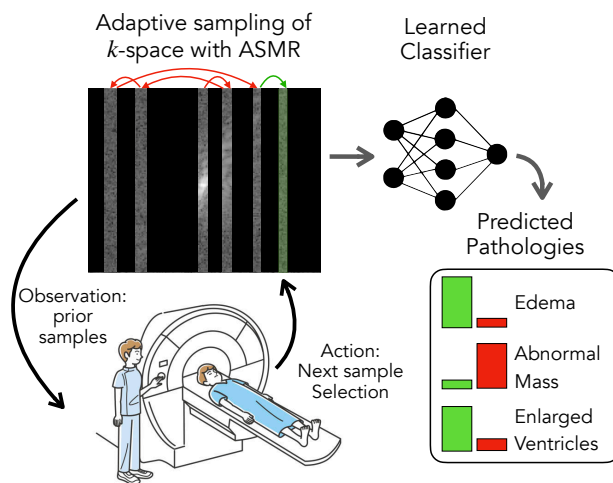 Adaptive sampling of
k-space with ASMR
Learned
Classifier
Observation:
prior
samples
Action:
Next sample
Selection
Predicted
Pathologies
Edema
Abnormal
Mass
Enlarged
Ventricles